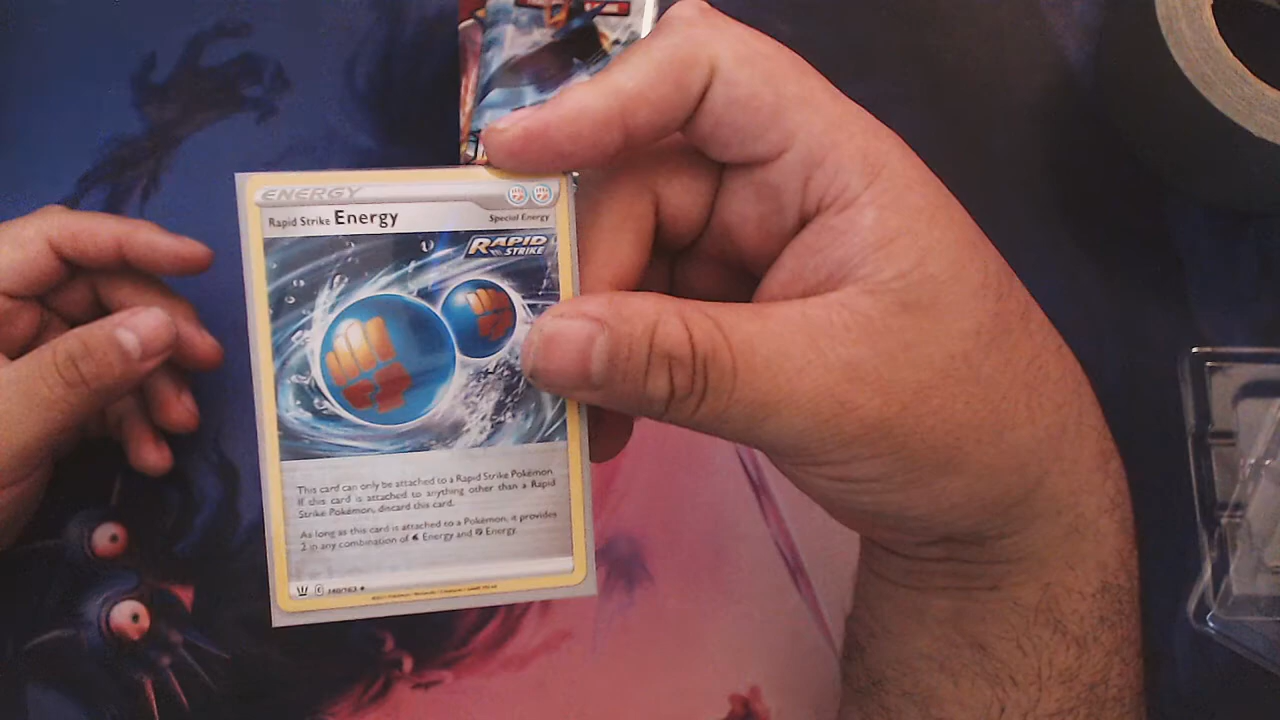 ENERGY
Rapid Strike Energy
Special Energy
RAPID
STRIKE
This card can only be attached to a Rapid Strike Pokémon.
If this card is attached to anything other than a Rapid
Strike Pokémon, discard this card.
As long as this card is attached to a Pokémon, it provides
2 in any combination of Energy and Energy.
140/163